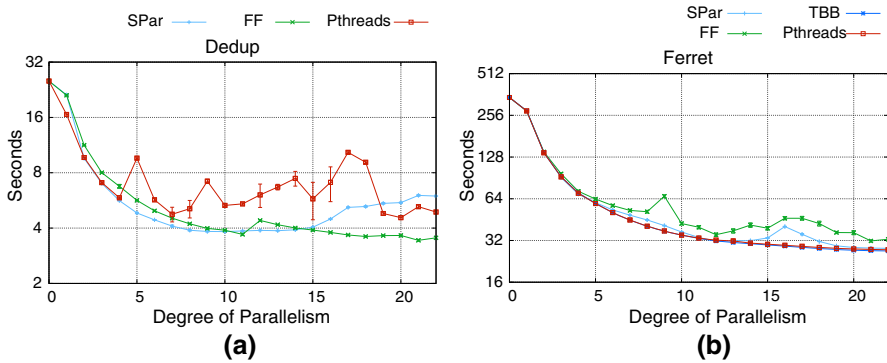 SPar FF Pthreads
Dedup
32
16
8
4
2
Seconds
0 5 10 15 20
Degree of Parallelism
(a)
SPar TBB
FF Pthreads
Ferret
512
256
128
64
32
16
Seconds
0 5 10 15 20
Degree of Parallelism
(b)